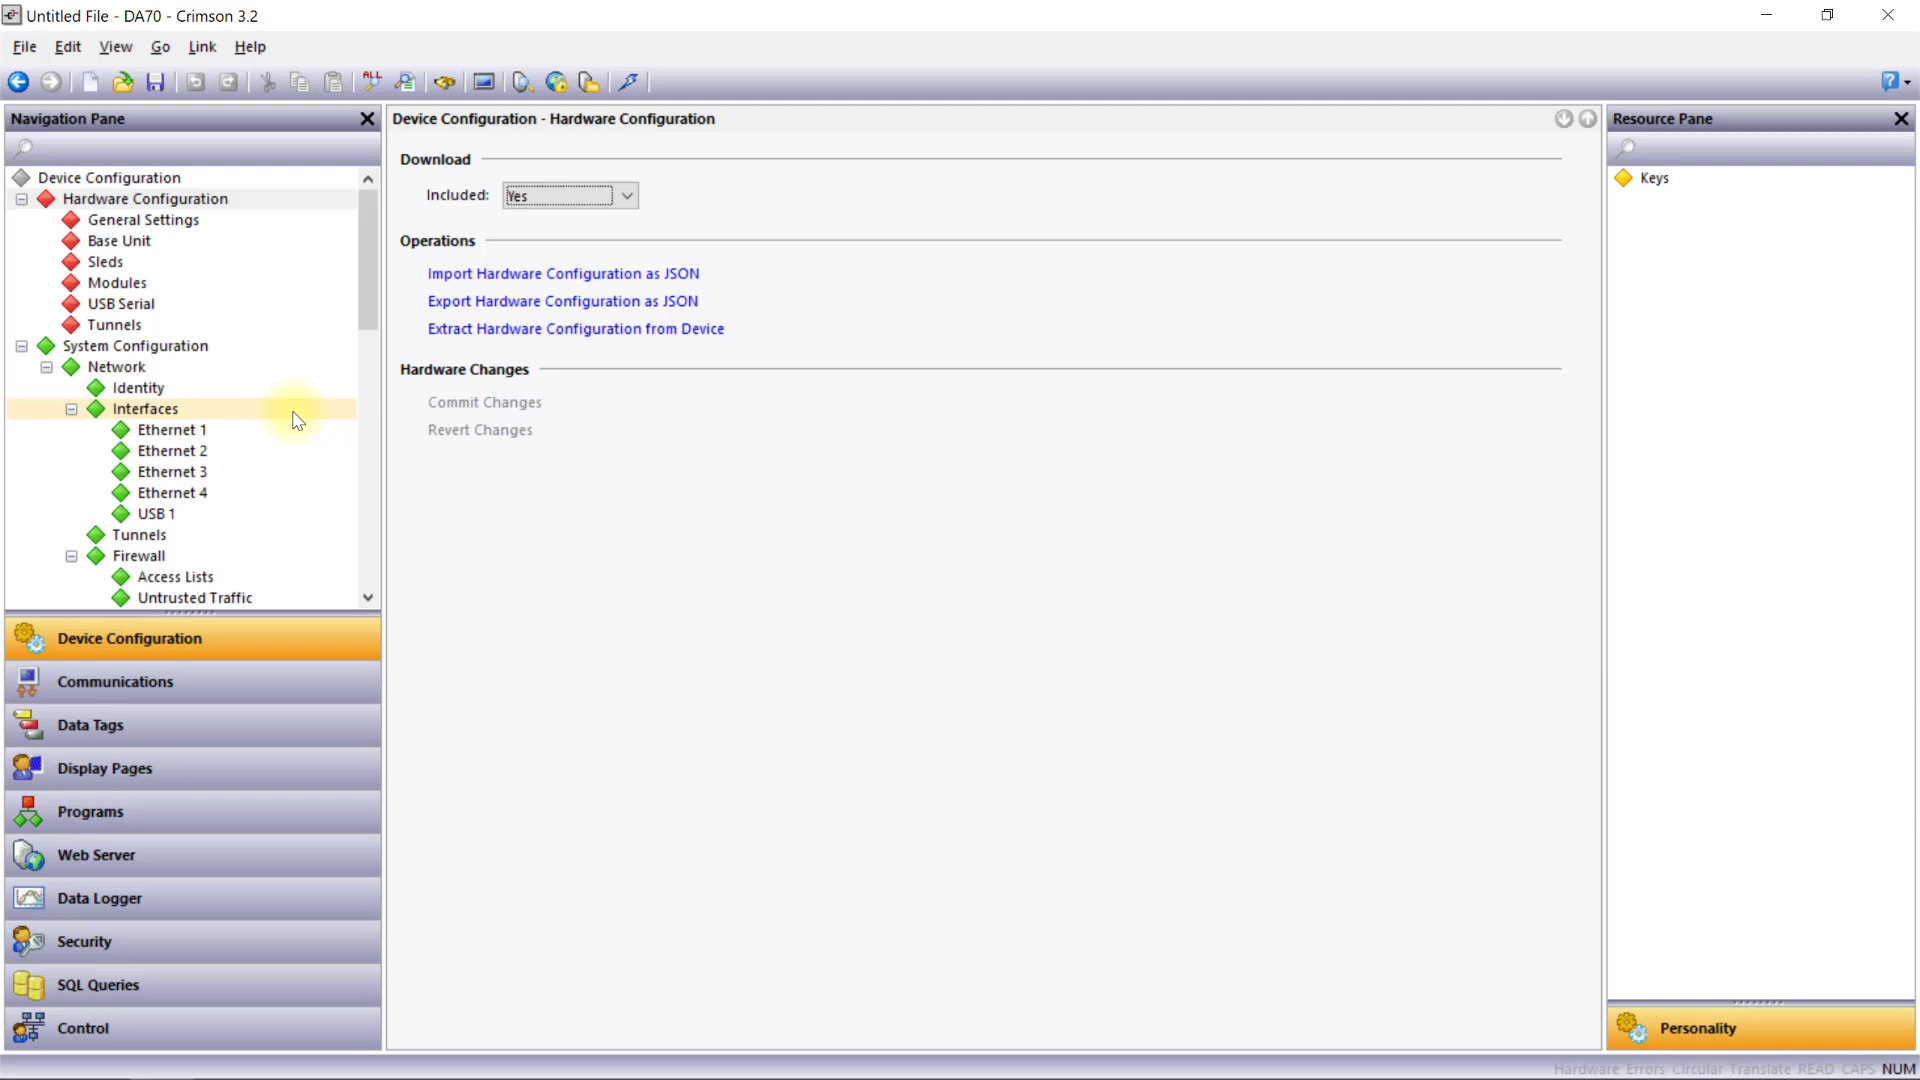 Untitled File - DA70 - Crimson 3.2
File Edit View Go Link Help
ALL
Navigation Pane
Device Configuration
Hardware Configuration
General Settings
Base Unit
Sleds
Modules
USB Serial
Tunnels
System Configuration
Network
Identity
Interfaces
Ethernet 1
Ethernet 2
Ethernet 3
Ethernet 4
USB 1
Tunnels
Firewall
Access Lists
Untrusted Traffic
Device Configuration
Communications
Data Tags
Display Pages
Programs
Web Server
Data Logger
Security
SQL Queries
Control
Device Configuration - Hardware Configuration
Download
Included: Yes
Operations
Import Hardware Configuration as JSON
Export Hardware Configuration as JSON
Extract Hardware Configuration from Device
Hardware Changes
Commit Changes
Revert Changes
Resource Pane
Keys
Personality
Hardware Errors Circular Translate READ CAPS NUM